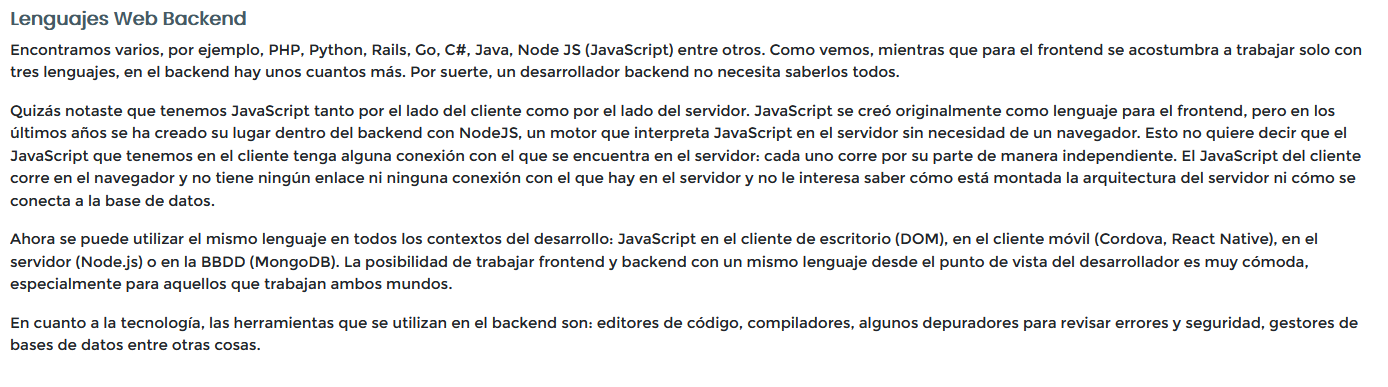 Lenguajes Web Backend
Encontramos varios, por ejemplo, PHP, Python, Rails, Go, C#, Java, Node JS (JavaScript) entre otros. Como vemos, mientras que para el frontend se acostumbra a trabajar solo con
tres lenguajes, en el backend hay unos cuantos más. Por suerte, un desarrollador backend no necesita saberlos todos.
Quizás notaste que tenemos JavaScript tanto por el lado del cliente como por el lado del servidor. JavaScript se creó originalmente como lenguaje para el frontend, pero en los
últimos años se ha creado su lugar dentro del backend con NodeJS, un motor que interpreta JavaScript en el servidor sin necesidad de un navegador. Esto no quiere decir que el
JavaScript que tenemos en el cliente tenga alguna conexión con el que se encuentra en el servidor: cada uno corre por su parte de manera independiente. El JavaScript del cliente
corre en el navegador y no tiene ningún enlace ni ninguna conexión con el que hay en el servidor y no le interesa saber cómo está montada la arquitectura del servidor ni cómo se
conecta a la base de datos.
Ahora se puede utilizar el mismo lenguaje en todos los contextos del desarrollo: JavaScript en el cliente de escritorio (DOM), en el cliente móvil (Cordova, React Native), en el
servidor (Node.js) o en la BBDD (MongoDB). La posibilidad de trabajar frontend y backend con un mismo lenguaje desde el punto de vista del desarrollador es muy cómoda,
especialmente para aquellos que trabajan ambos mundos.
En cuanto a la tecnología, las herramientas que se utilizan en el backend son: editores de código, compiladores, algunos depuradores para revisar errores y seguridad, gestores de
bases de datos entre otras cosas.